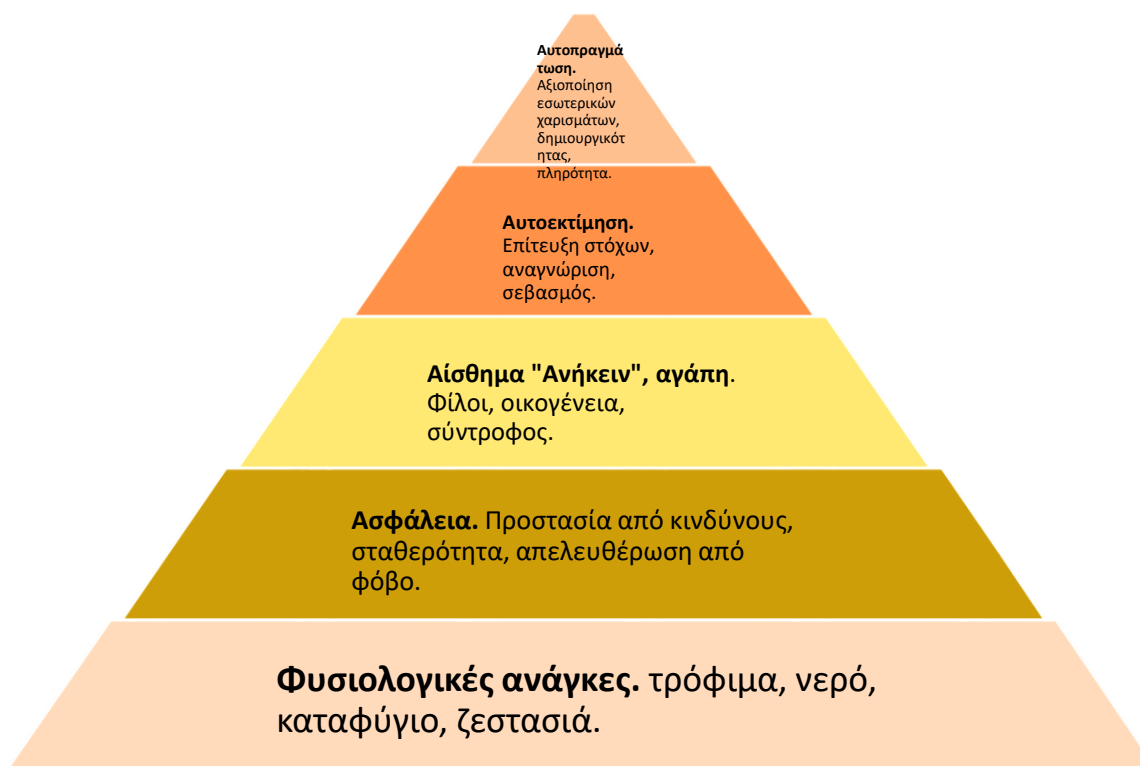 Αυτοπραγμά
τωση.
Αξιοποίηση
εσωτερικών
χαρισμάτων,
δημιουργικότ
ητας,
πληρότητα.
Αυτοεκτίμηση.
Επίτευξη στόχων,
αναγνώριση,
σεβασμός.
Αίσθημα "Ανήκειν", αγάπη.
Φίλοι, οικογένεια,
σύντροφος.
Ασφάλεια. Προστασία από κινδύνους,
σταθερότητα, απελευθέρωση από
φόβο.
Φυσιολογικές ανάγκες. τρόφιμα, νερό,
καταφύγιο, ζεστασιά.